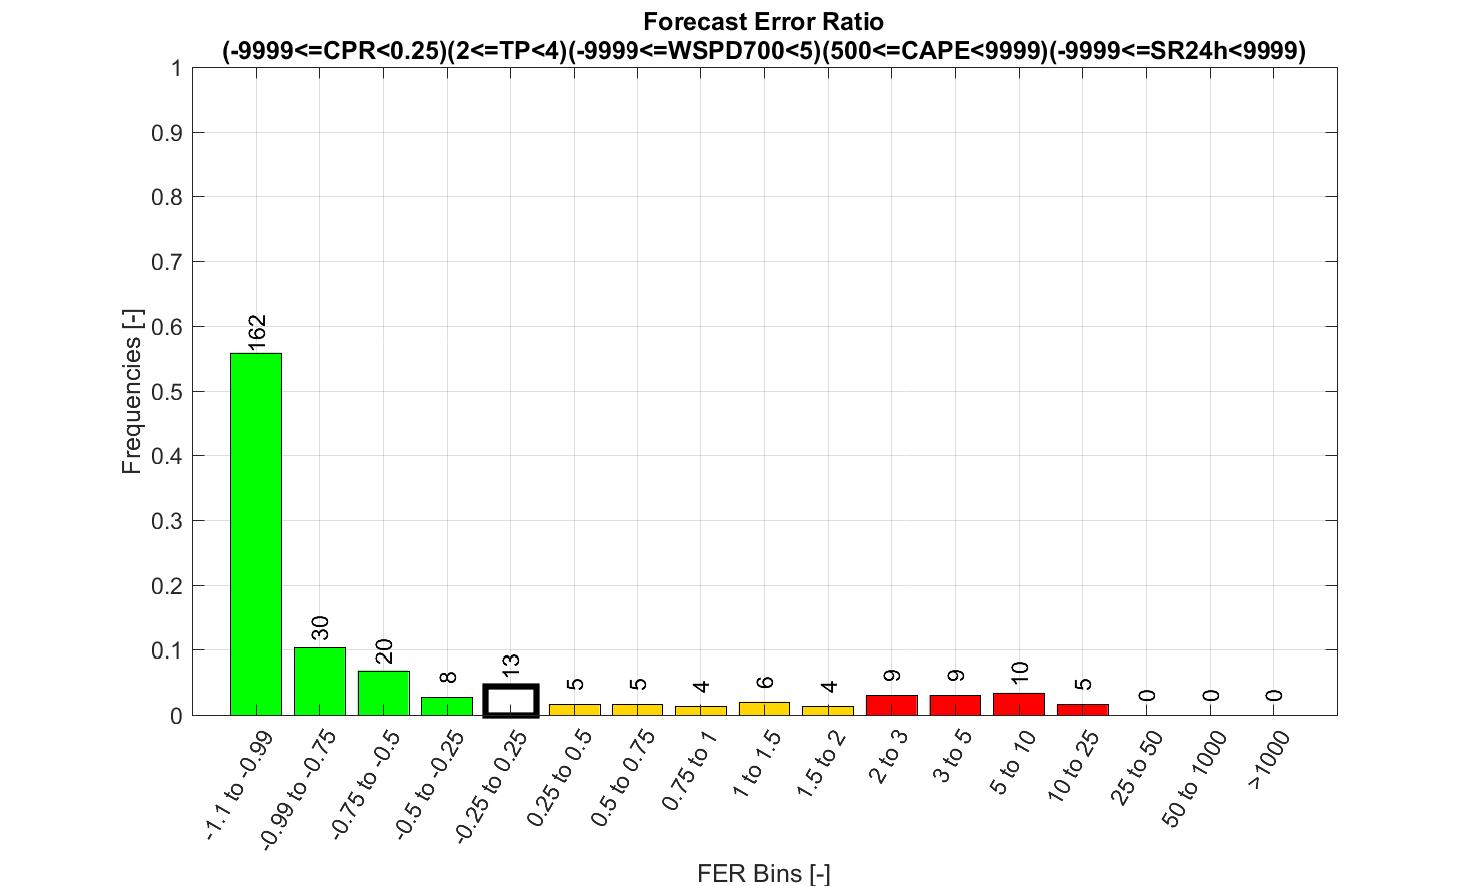 Forecast Error Ratio
(-9999<=CPR<0.25)(2<=TP<4)(-9999<=WSPD700<5)(500<=CAPE<9999)(-9999<=SR24h<9999)
1
0.9
0.8
0.7
0.6
0.5
0.4
0.3
0.2
0.1
0
Frequencies [-]
162
30
20
8
13
5
5
4
6
4
9
9
10
5
0
0
0
-1.1 to -0.99
-0.99 to -0.75
-0.75 to -0.5
-0.5 to -0.25
-0.25 to 0.25
0.25 to 0.5
0.5 to 0.75
0.75 to 1
1 to 1.5
1.5 to 2
2 to 3
3 to 5
5 to 10
10 to 25
25 to 50
50 to 1000
>1000
FER Bins [-]